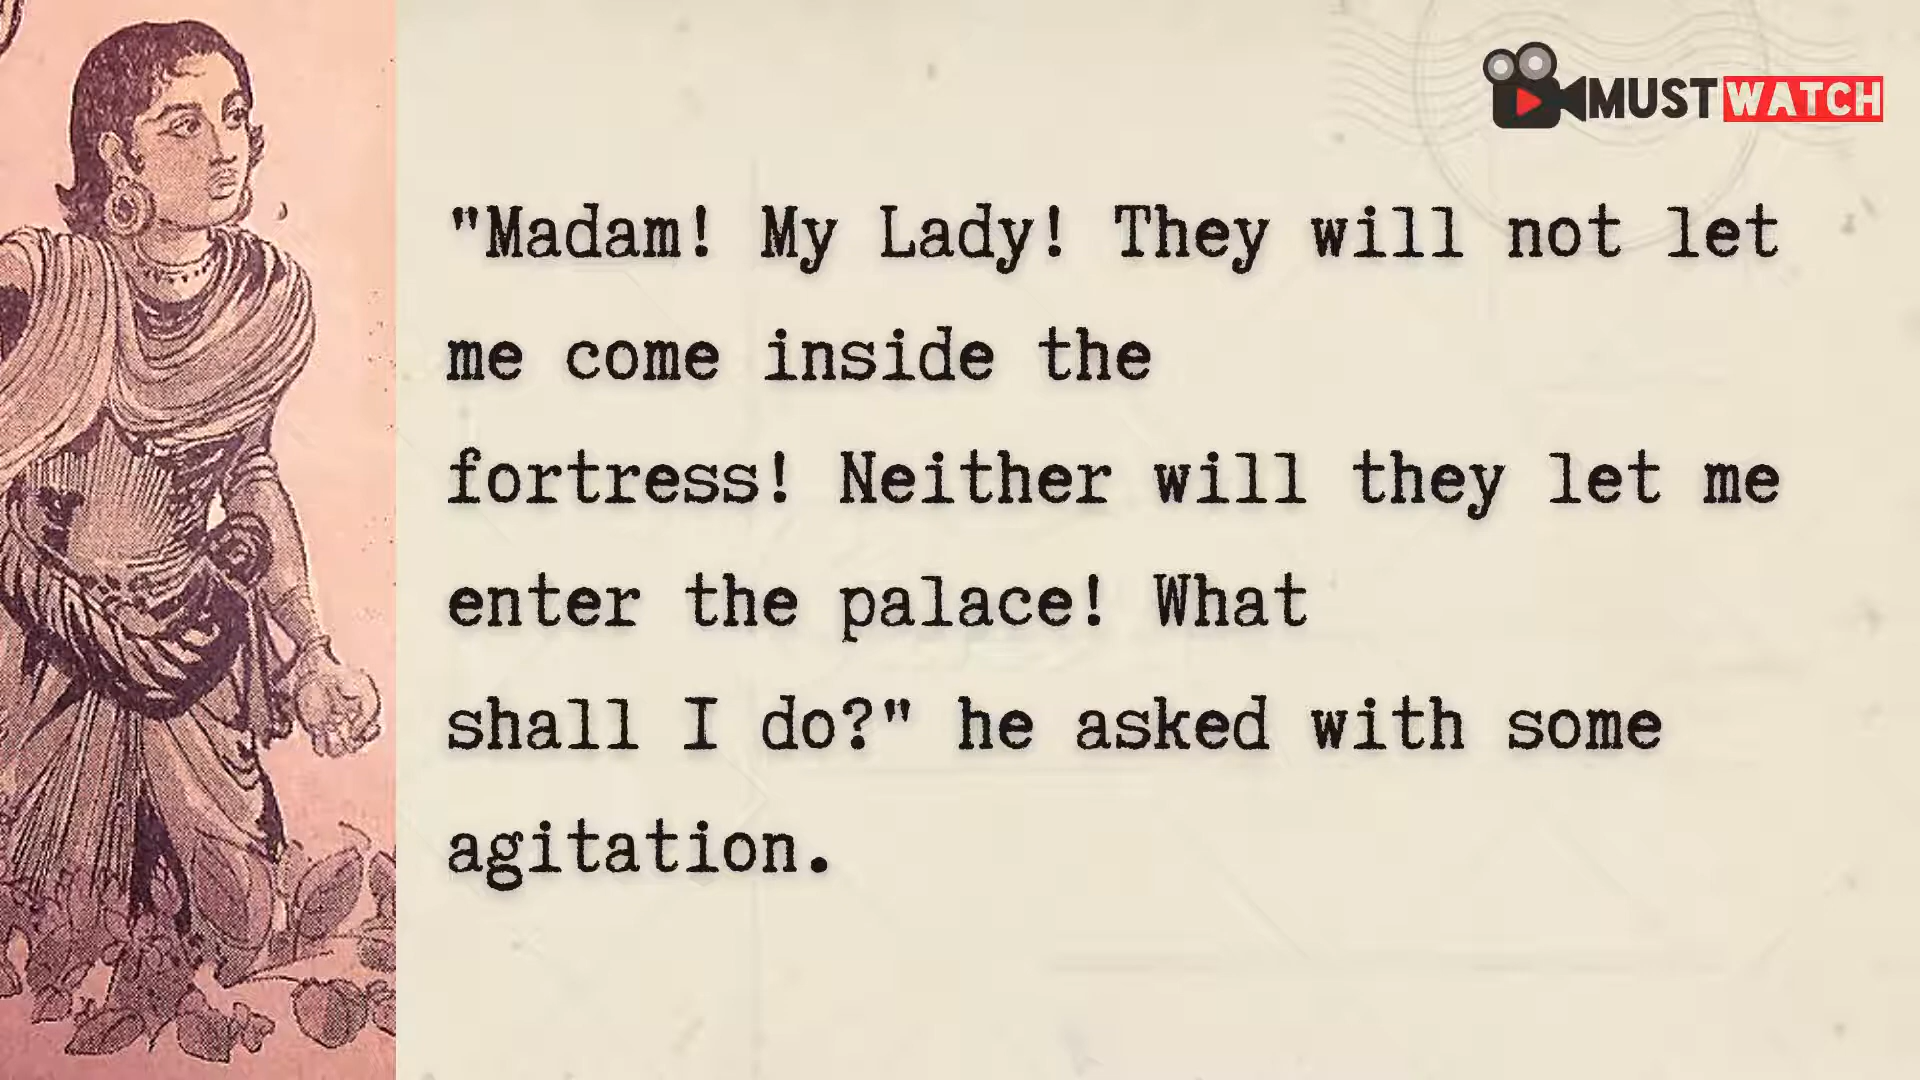 MUSTWATCH
"Madam! My Lady! They will not let
me come inside the
fortress! Neither will they let me
enter the palace! What
shall I do?" he asked with some
agitation.